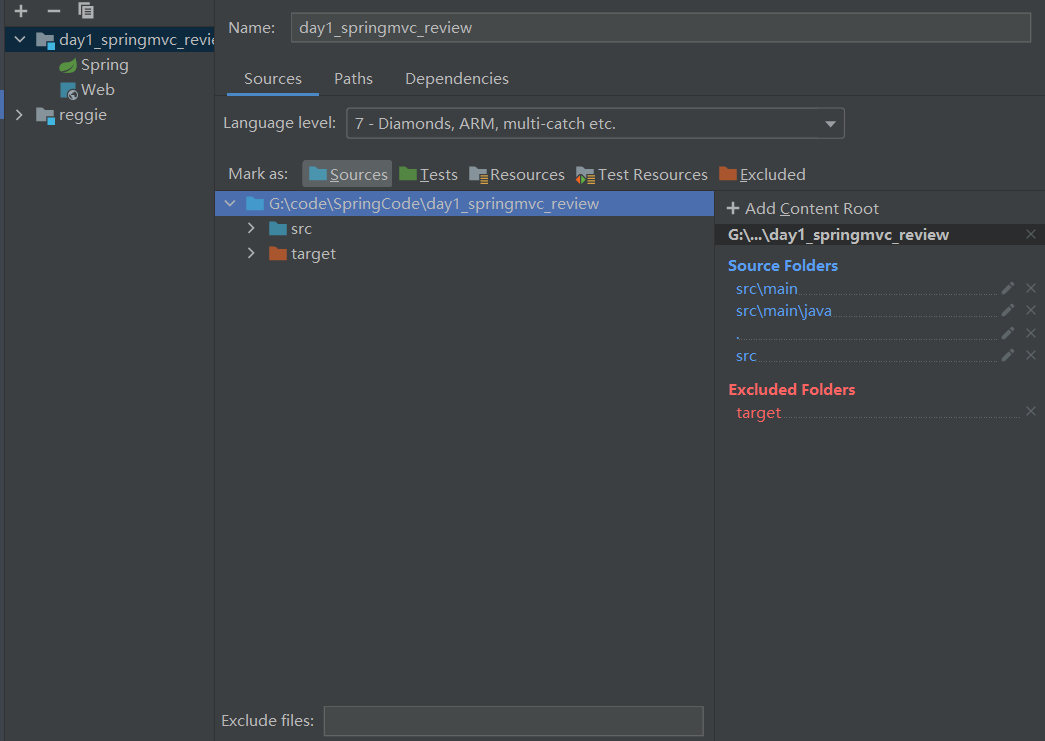 Name: day1_springmvc_review
day1_springmvc_revie
Spring
Web
reggie
Sources Paths Dependencies
Language level: 7 - Diamonds, ARM, multi-catch etc.
Mark as: Sources Tests Resources Test Resources Excluded
G:\code\SpringCode\day1_springmvc_review
src
target
+ Add Content Root
G:\...\day1_springmvc_review
Source Folders
src\main
src\main\java
.
src
Excluded Folders
target
Exclude files: